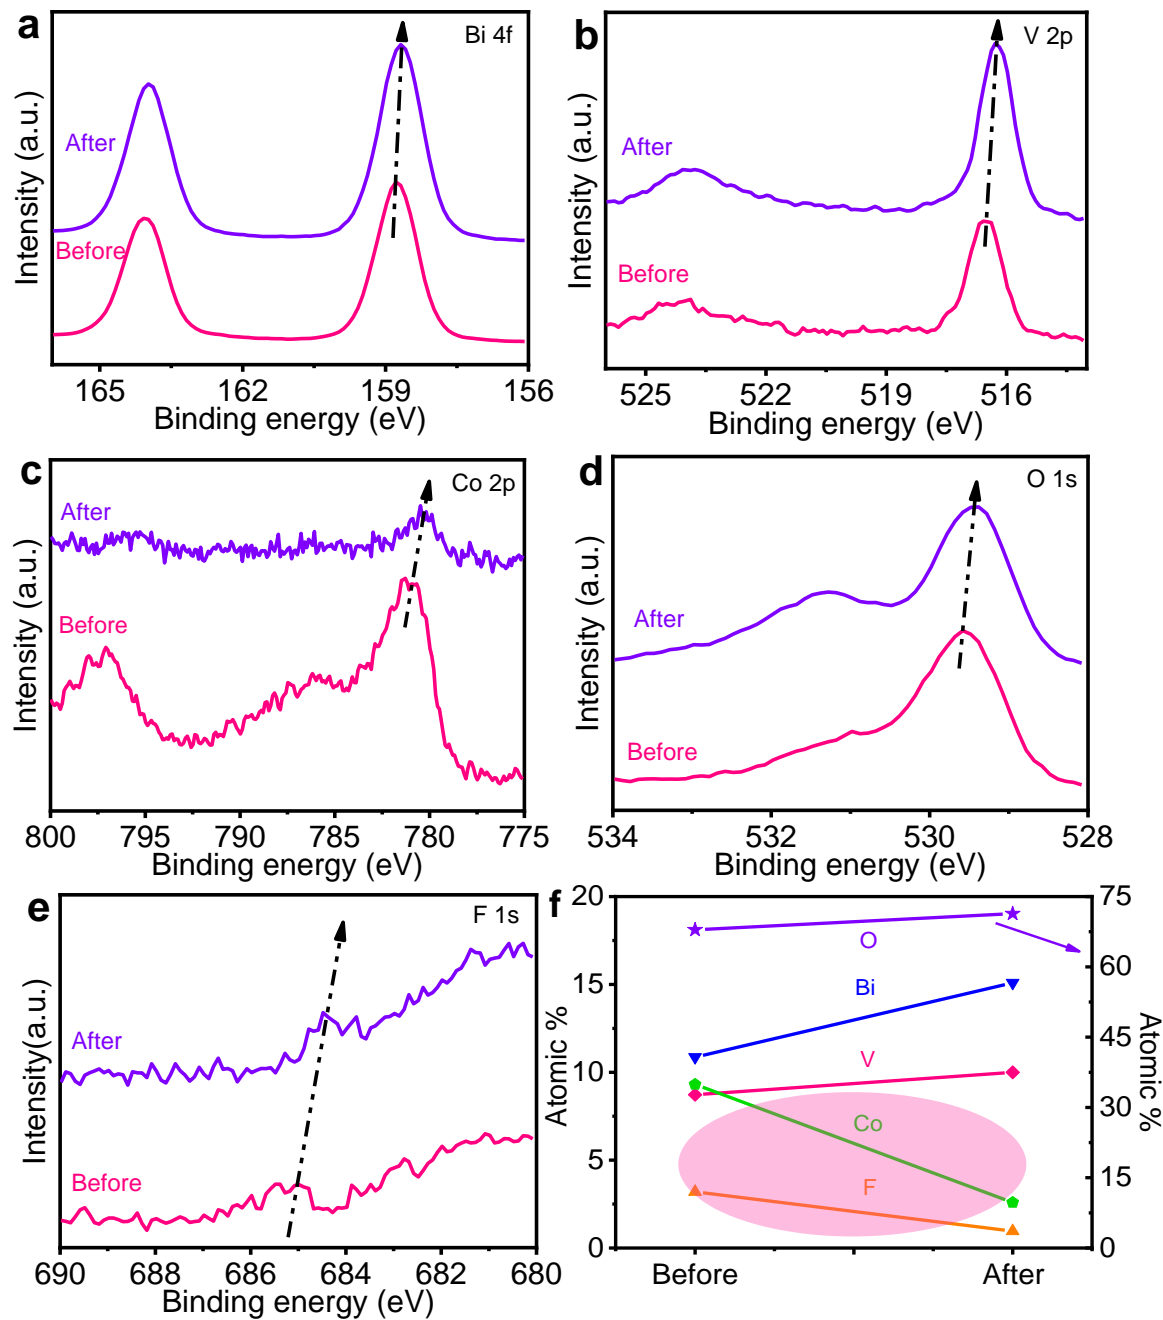 a
Bi 4f
After
Before
Intensity (a.u.)
165 162 159 156
Binding energy (eV)
b
V 2p
After
Before
Intensity (a.u.)
525 522 519 516
Binding energy (eV)
c
Co 2p
After
Before
Intensity (a.u.)
800 795 790 785 780 775
Binding energy (eV)
d
O 1s
After
Before
Intensity (a.u.)
534 532 530 528
Binding energy (eV)
e
F 1s
After
Before
Intensity(a.u.)
690 688 686 684 682 680
Binding energy (eV)
f
20
15
10
5
0
Atomic %
O
Bi
V
Co
F
75
60
45
30
15
0
Atomic %
Before After